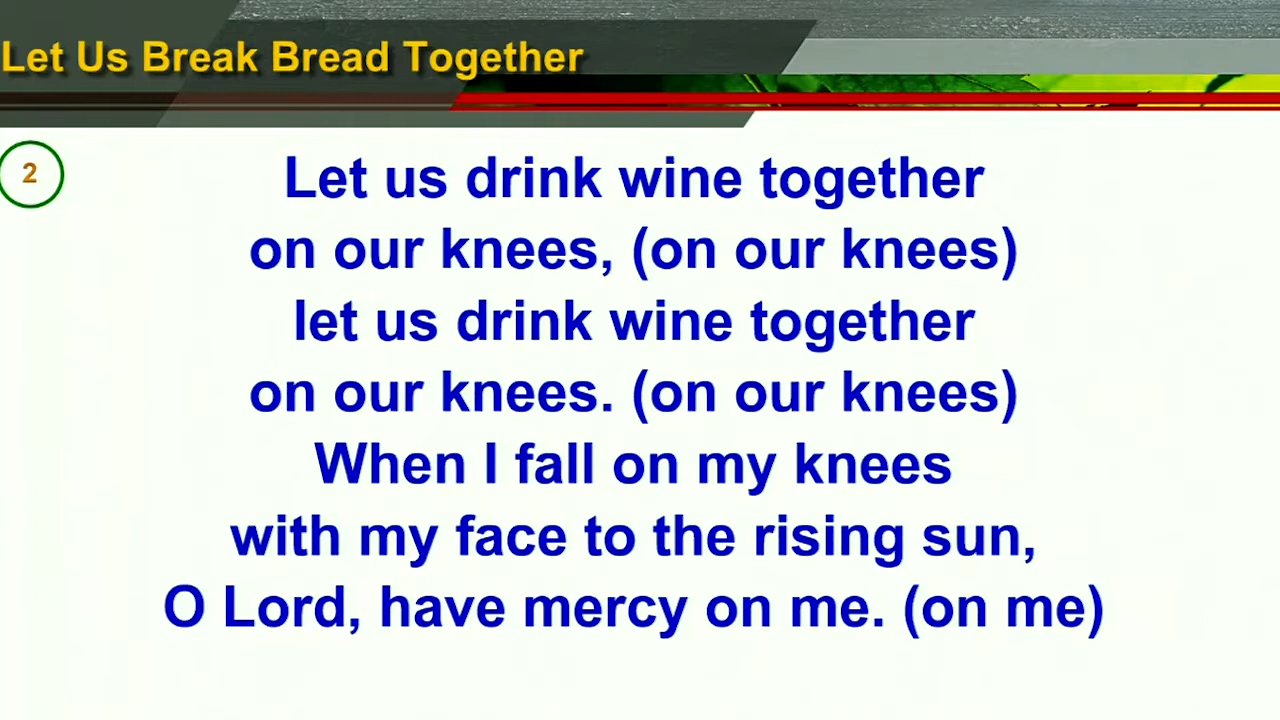 Let Us Break Bread Together
2
Let us drink wine together
on our knees, (on our knees)
let us drink wine together
on our knees. (on our knees)
When I fall on my knees
with my face to the rising sun,
O Lord, have mercy on me. (on me)